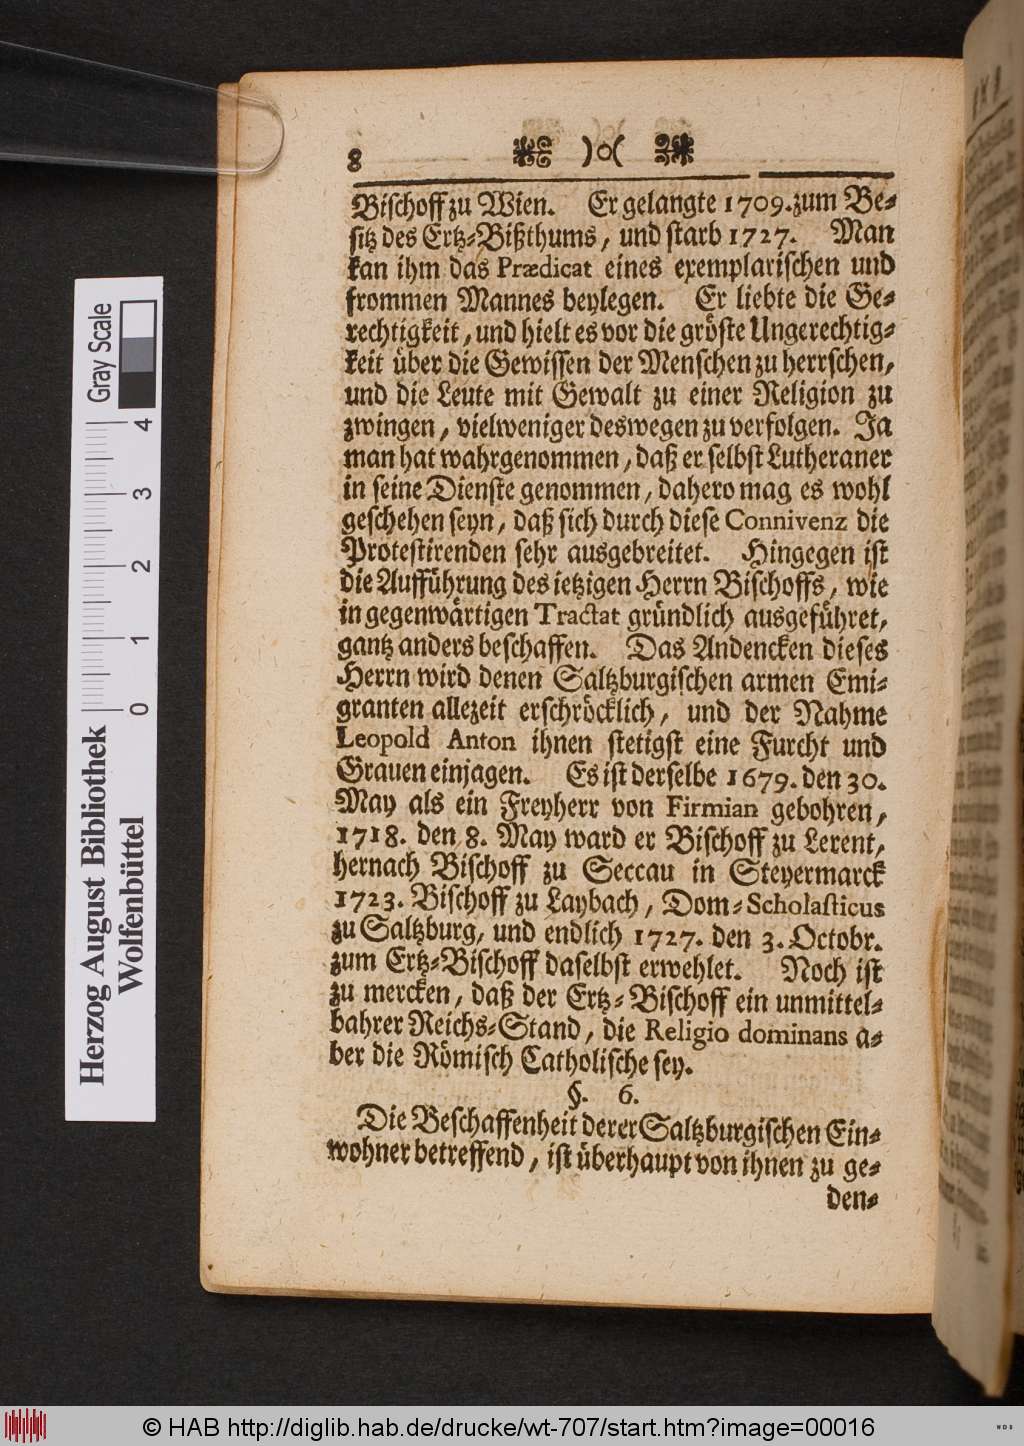 8 )o(
Bischoff zu Wien. Er gelangte 1709. zum Be-
sitz des Ertz-Bißthums, und starb 1727. Man
kan ihm das Prædicat eines exemplarischen und
frommen Mannes beylegen. Er liebte die Ge-
rechtigkeit, und hielt es vor die gröste Ungerechtig-
keit über die Gewissen der Menschen zu herrschen,
und die Leute mit Gewalt zu einer Religion zu
zwingen, vielweniger deswegen zu verfolgen. Ja
man hat wahrgenommen, daß er selbst Lutheraner
in seine Dienste genommen, dahero mag es wohl
geschehen seyn, daß sich durch diese Connivenz die
Protestirenden sehr ausgebreitet. Hingegen ist
die Aufführung des ietzigen Herrn Bischoffs, wie
in gegenwärtigen Tractat gründlich ausgeführet,
gantz anders beschaffen. Das Andencken dieses
Herrn wird denen Saltzburgischen armen Emi-
granten allezeit erschröcklich, und der Nahme
Leopold Anton ihnen stetigst eine Furcht und
Grauen einjagen. Es ist derselbe 1679. den 30.
May als ein Freyherr von Firmian gebohren,
1718. den 8. May ward er Bischoff zu Lerent,
hernach Bischoff zu Seccau in Steyermarck
1723. Bischoff zu Laybach, Dom-Scholasticus
zu Saltzburg, und endlich 1727. den 3. Octobr.
zum Ertz-Bischoff daselbst erwehlet. Noch ist
zu mercken, daß der Ertz-Bischoff ein unmittel-
bahrer Reichs-Stand, die Religio dominans a-
ber die Römisch Catholische sey.
§. 6.
Die Beschaffenheit derer Saltzburgischen Ein-
wohner betreffend, ist überhaupt von ihnen zu ge-
den-
Herzog August Bibliothek
Wolfenbüttel
0 1 2 3 4
Gray Scale
© HAB http://diglib.hab.de/drucke/wt-707/start.htm?image=00016